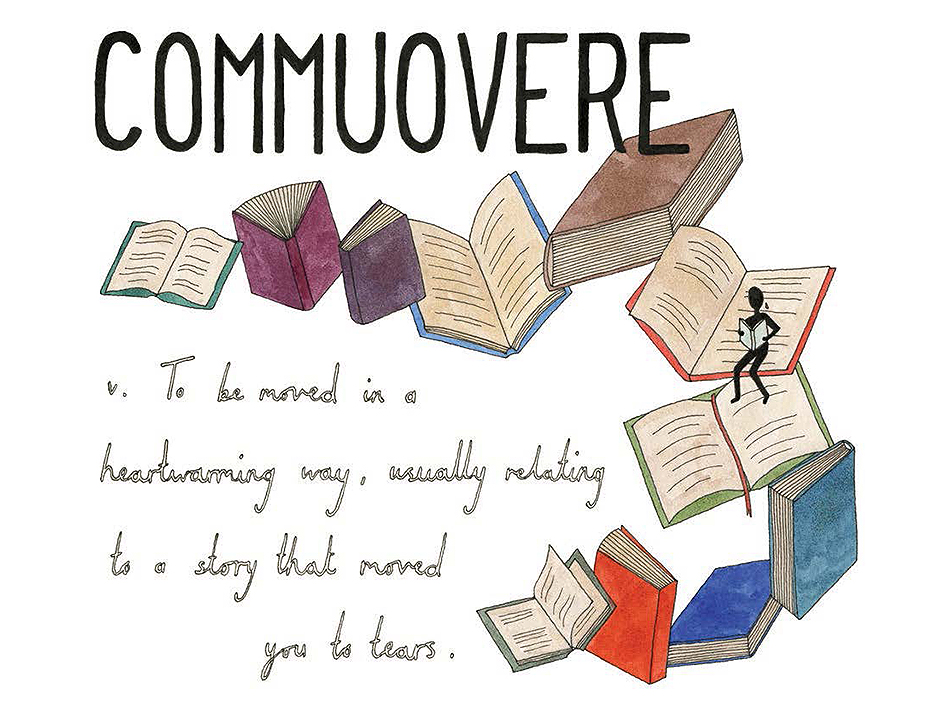 COMMUOVERE
v. To be moved in a
heartwarming way, usually relating
to a story that moved
you to tears.